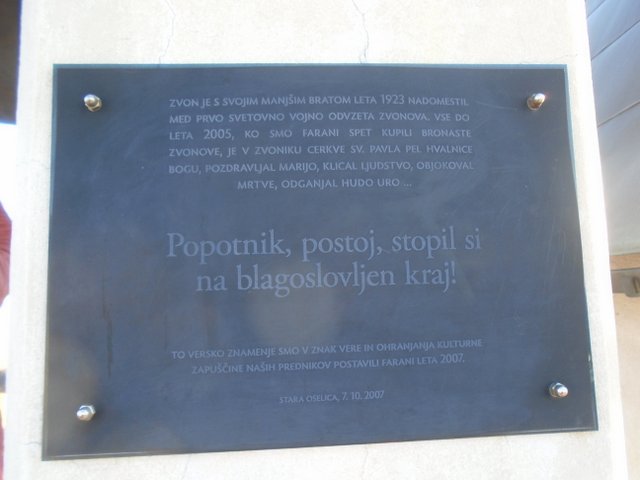 ZVON JE S SVOJIM MANJŠIM BRATOM LETA 1923 NADOMESTIL
MED PRVO SVETOVNO VOJNO ODVZETA ZVONOVA. VSE DO
LETA 2005, KO SMO FARANI SPET KUPILI BRONASTE
ZVONOVE, JE V ZVONIKU CERKVE SV. PAVLA PEL HVALNICE
BOGU, POZDRAVLJAL MARIJO, KLICAL LJUDSTVO, OBJOKOVAL
MRTVE, ODGANJAL HUDO URO ...
Popotnik, postoj, stopil si
na blagoslovljen kraj!
TO VERSKO ZNAMENJE SMO V ZNAK VERE IN OHRANJANJA KULTURNE
ZAPUŠČINE NAŠIH PREDNIKOV POSTAVILI FARANI LETA 2007.
STARA OSELICA, 7. 10. 2007